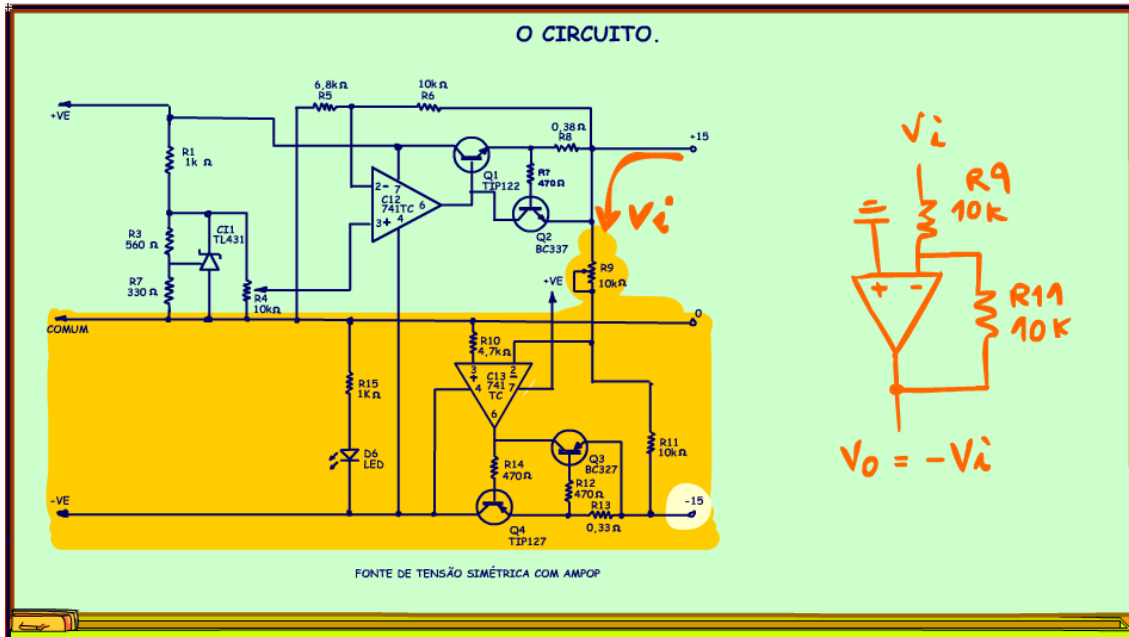 O CIRCUITO.
6,8kΩ
R5
10kΩ
R6
+VE
0,38Ω
R8
+15
R1
1k Ω
Vi
R7
470Ω
Q1
TIP122
2-
7
6
C12
741TC
4
3+
R9
10K
R3
560 Ω
CI1
TL431
Q2
BC337
Vi
R7
330Ω
R4
10kΩ
+VE
R9
10kΩ
+
-
R11
10K
COMUM
0
R10
4,7kΩ
3
+
2
-
C13
4
741
7
TC
6
R15
1KΩ
R11
10kΩ
D6
LED
R14
470Ω
Q3
BC327
R12
470Ω
Vo = -Vi
-VE
R13
-15
0,33Ω
Q4
TIP127
FONTE DE TENSÃO SIMÉTRICA COM AMPOP